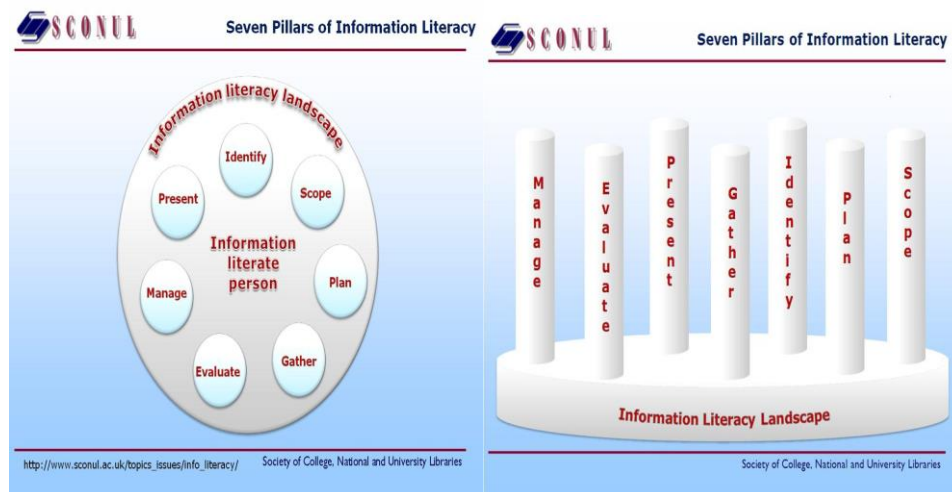 SCONUL
Seven Pillars of Information Literacy
Information literacy landscape
Identify
Scope
Plan
Gather
Evaluate
Manage
Present
Information
literate
person
http://www.sconul.ac.uk/topics_issues/info_literacy/
Society of College, National and University Libraries
SCONUL
Seven Pillars of Information Literacy
Manage
Evaluate
Present
Gather
Identify
Plan
Scope
Information Literacy Landscape
Society of College, National and University Libraries